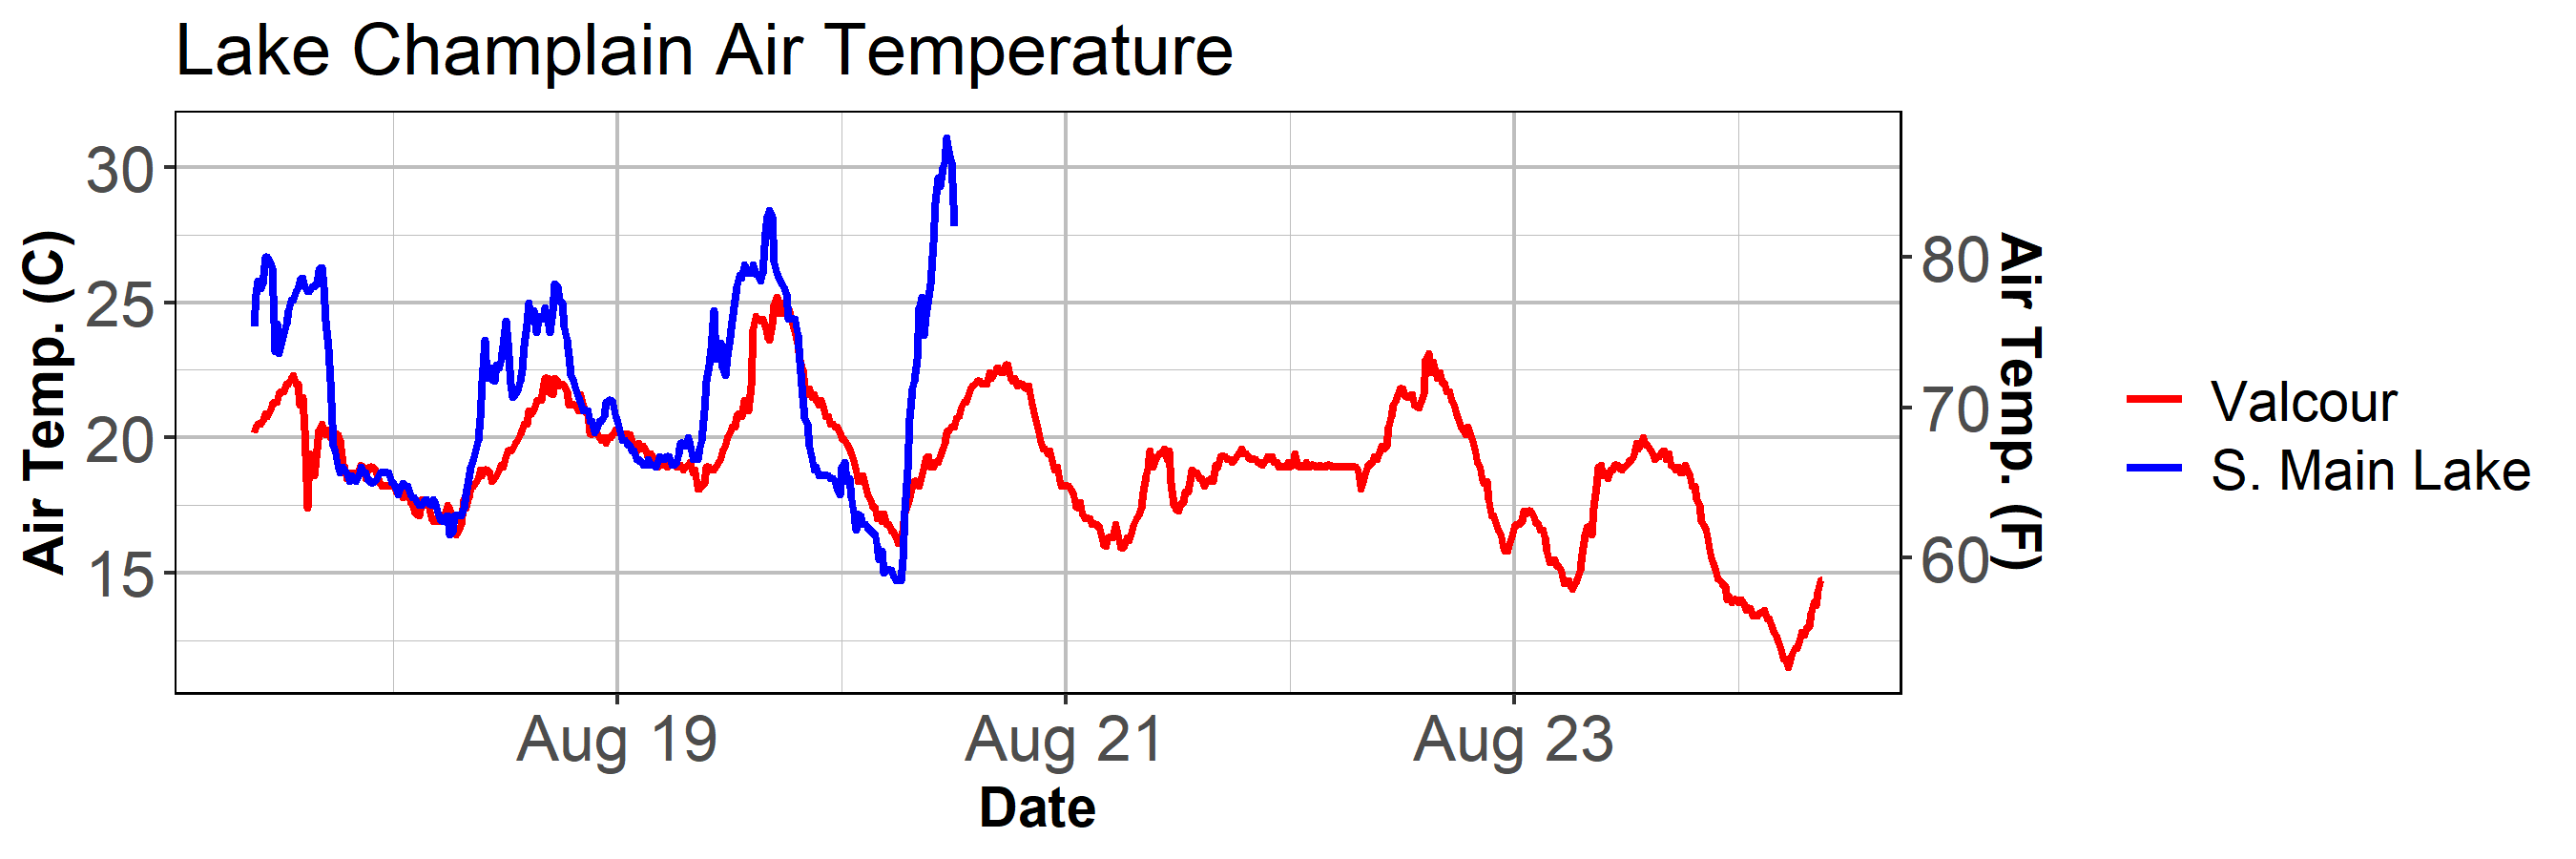 Lake Champlain Air Temperature
Air Temp. (C)
30
25
20
15
80
70
60
Air Temp. (F)
Aug 19
Aug 21
Aug 23
Date
Valcour
S. Main Lake